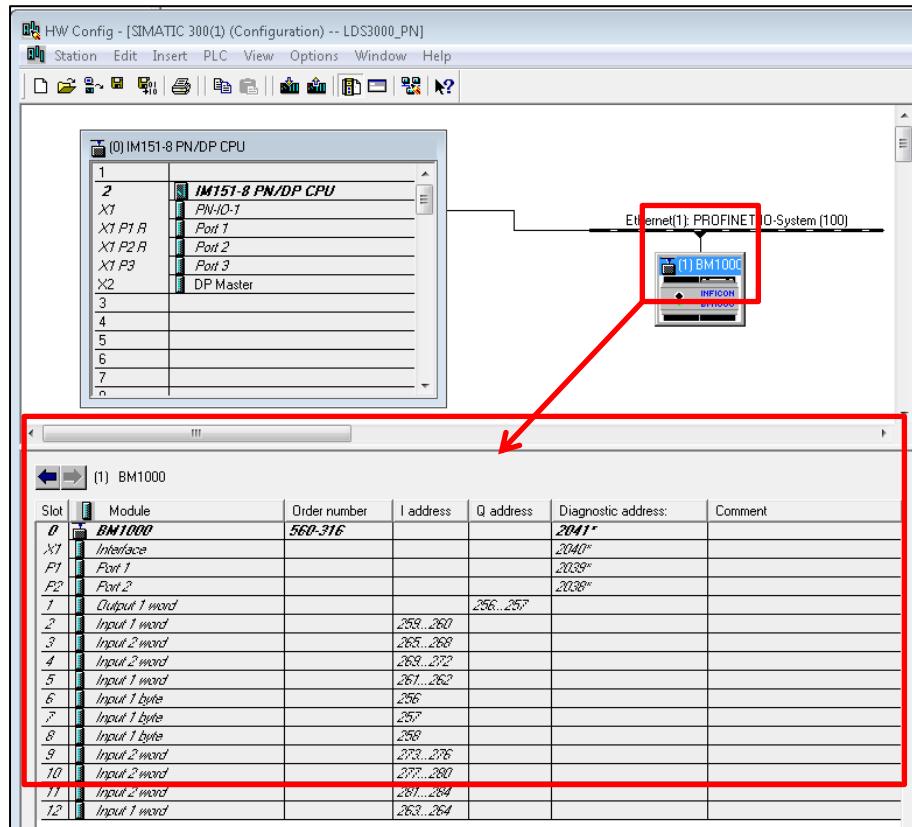 HW Config - [SIMATIC 300(1) (Configuration) -- LDS3000_PN]
Station Edit Insert PLC View Options Window Help
(0) IM151-8 PN/DP CPU
1
2 IM151-8 PN/DP CPU
X1 PN-IO-1
X1 P1 R Port 1
X1 P2 R Port 2
X1 P3 Port 3
X2 DP Master
3
4
5
6
7
Ethernet(1): PROFINET-IO-System (100)
(1) BM1000
INFICON
BM1000
(1) BM1000
Slot Module Order number I address Q address Diagnostic address: Comment
0 BM1000 560-316 2041*
X1 Interface 2040*
P1 Port 1 2039*
P2 Port 2 2038*
1 Output 1 word 256...257
2 Input 1 word 259...260
3 Input 2 word 265...268
4 Input 2 word 269...272
5 Input 1 word 261...262
6 Input 1 byte 256
7 Input 1 byte 257
8 Input 1 byte 258
9 Input 2 word 273...276
10 Input 2 word 277...280
11 Input 2 word 281...284
12 Input 1 word 263...264